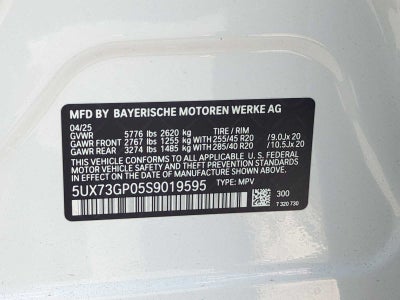 MFD BY BAYERISCHE MOTOREN WERKE AG
04/25
GVWR 5776 lbs 2620 kg TIRE / RIM
GAWR FRONT 2767 lbs 1255 kg WITH 255/45 R20 / 9.0Jx 20
GAWR REAR 3274 lbs 1485 kg WITH 285/40 R20 / 10.5Jx 20
THIS VEHICLE CONFORMS TO ALL APPLICABLE U. S. FEDERAL
MOTOR VEHICLE SAFETY, BUMPER, AND THEFT PREVENTION
STANDARDS IN EFFECT ON THE DATE OF MANUFACTURE SHOWN ABOVE.
5UX73GP05S9019595 TYPE: MPV
300
7 320 730